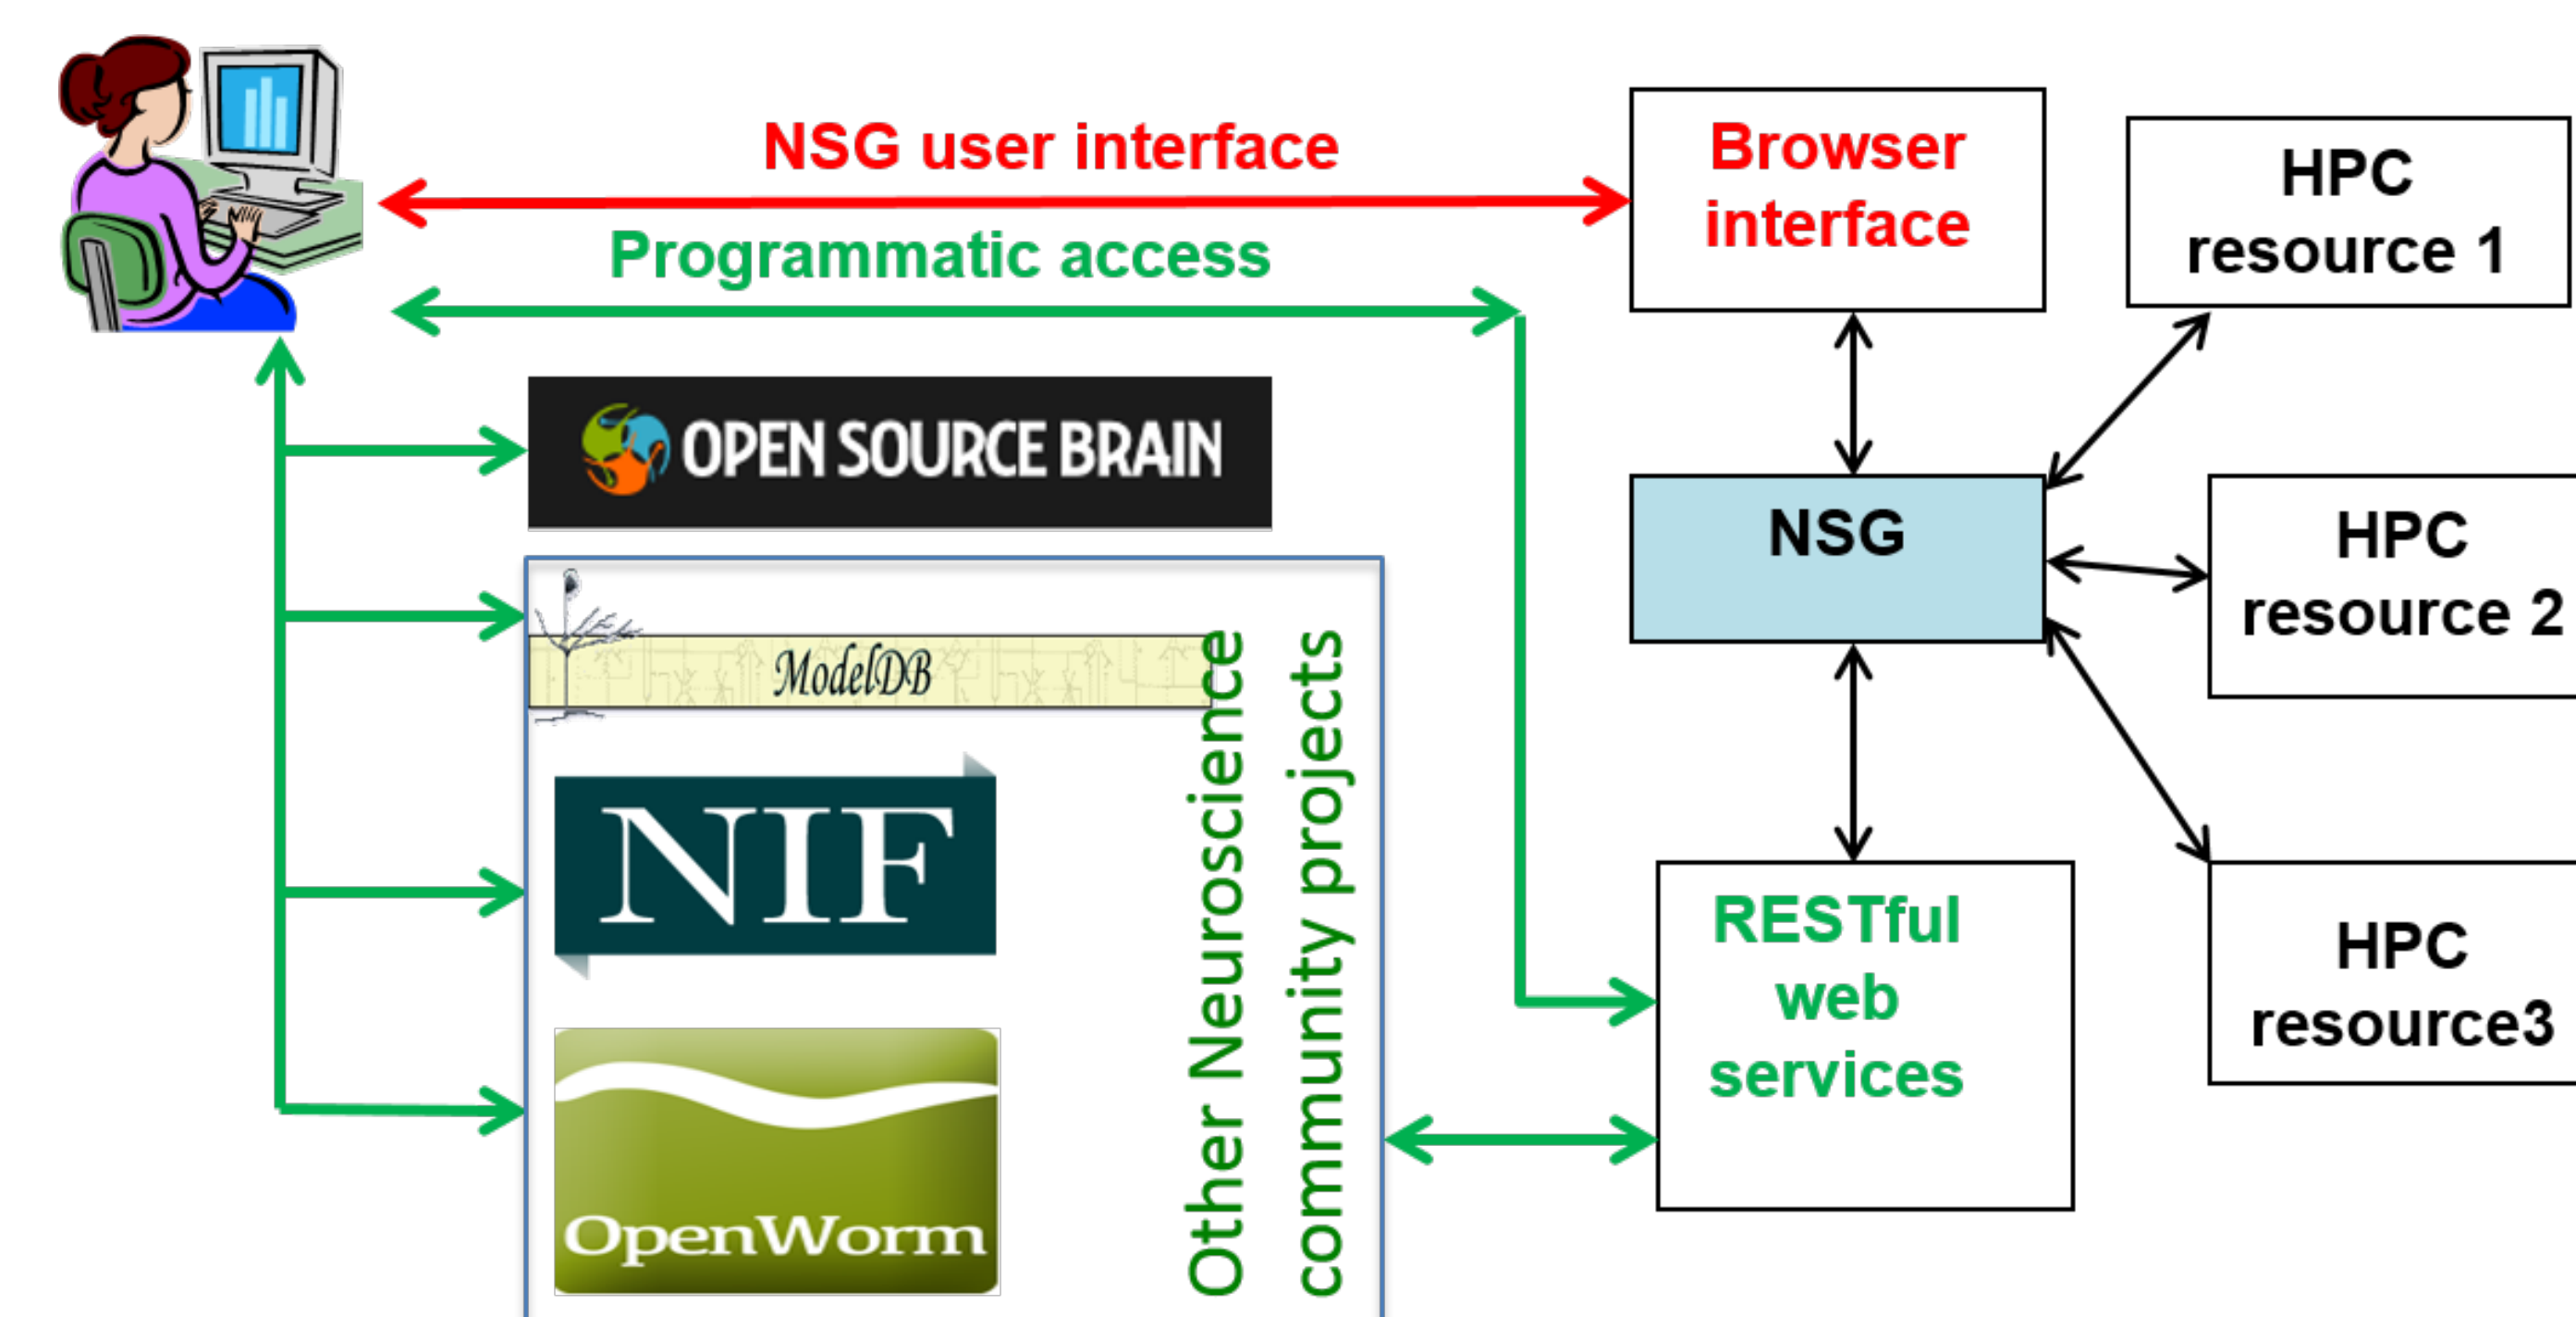 NSG user interface
Programmatic access
Browser
interface
HPC
resource 1
OPEN SOURCE BRAIN
NSG
HPC
resource 2
ModelDB
NIF
OpenWorm
Other Neuroscience
community projects
RESTful
web
services
HPC
resource3